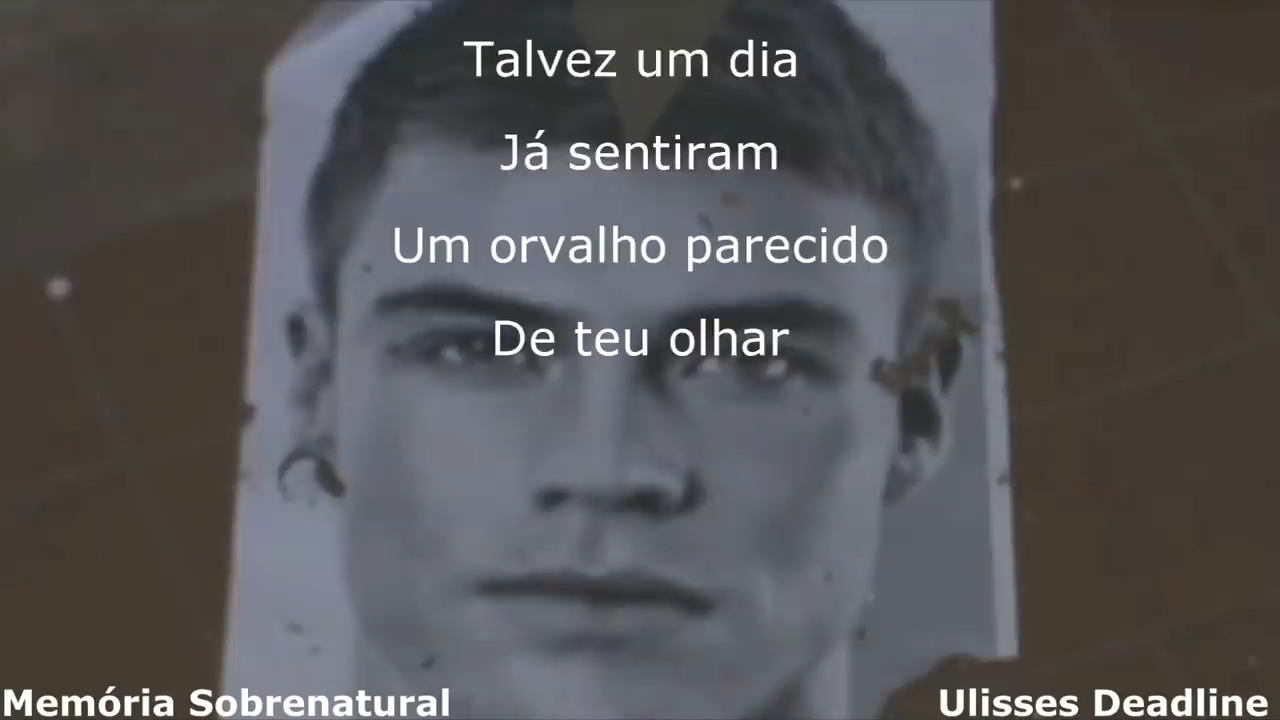 Talvez um dia
Já sentiram
Um orvalho parecido
De teu olhar
Memória Sobrenatural
Ulisses Deadline